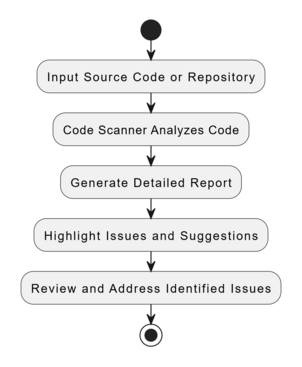 Input Source Code or Repository
Code Scanner Analyzes Code
Generate Detailed Report
Highlight Issues and Suggestions
Review and Address Identified Issues